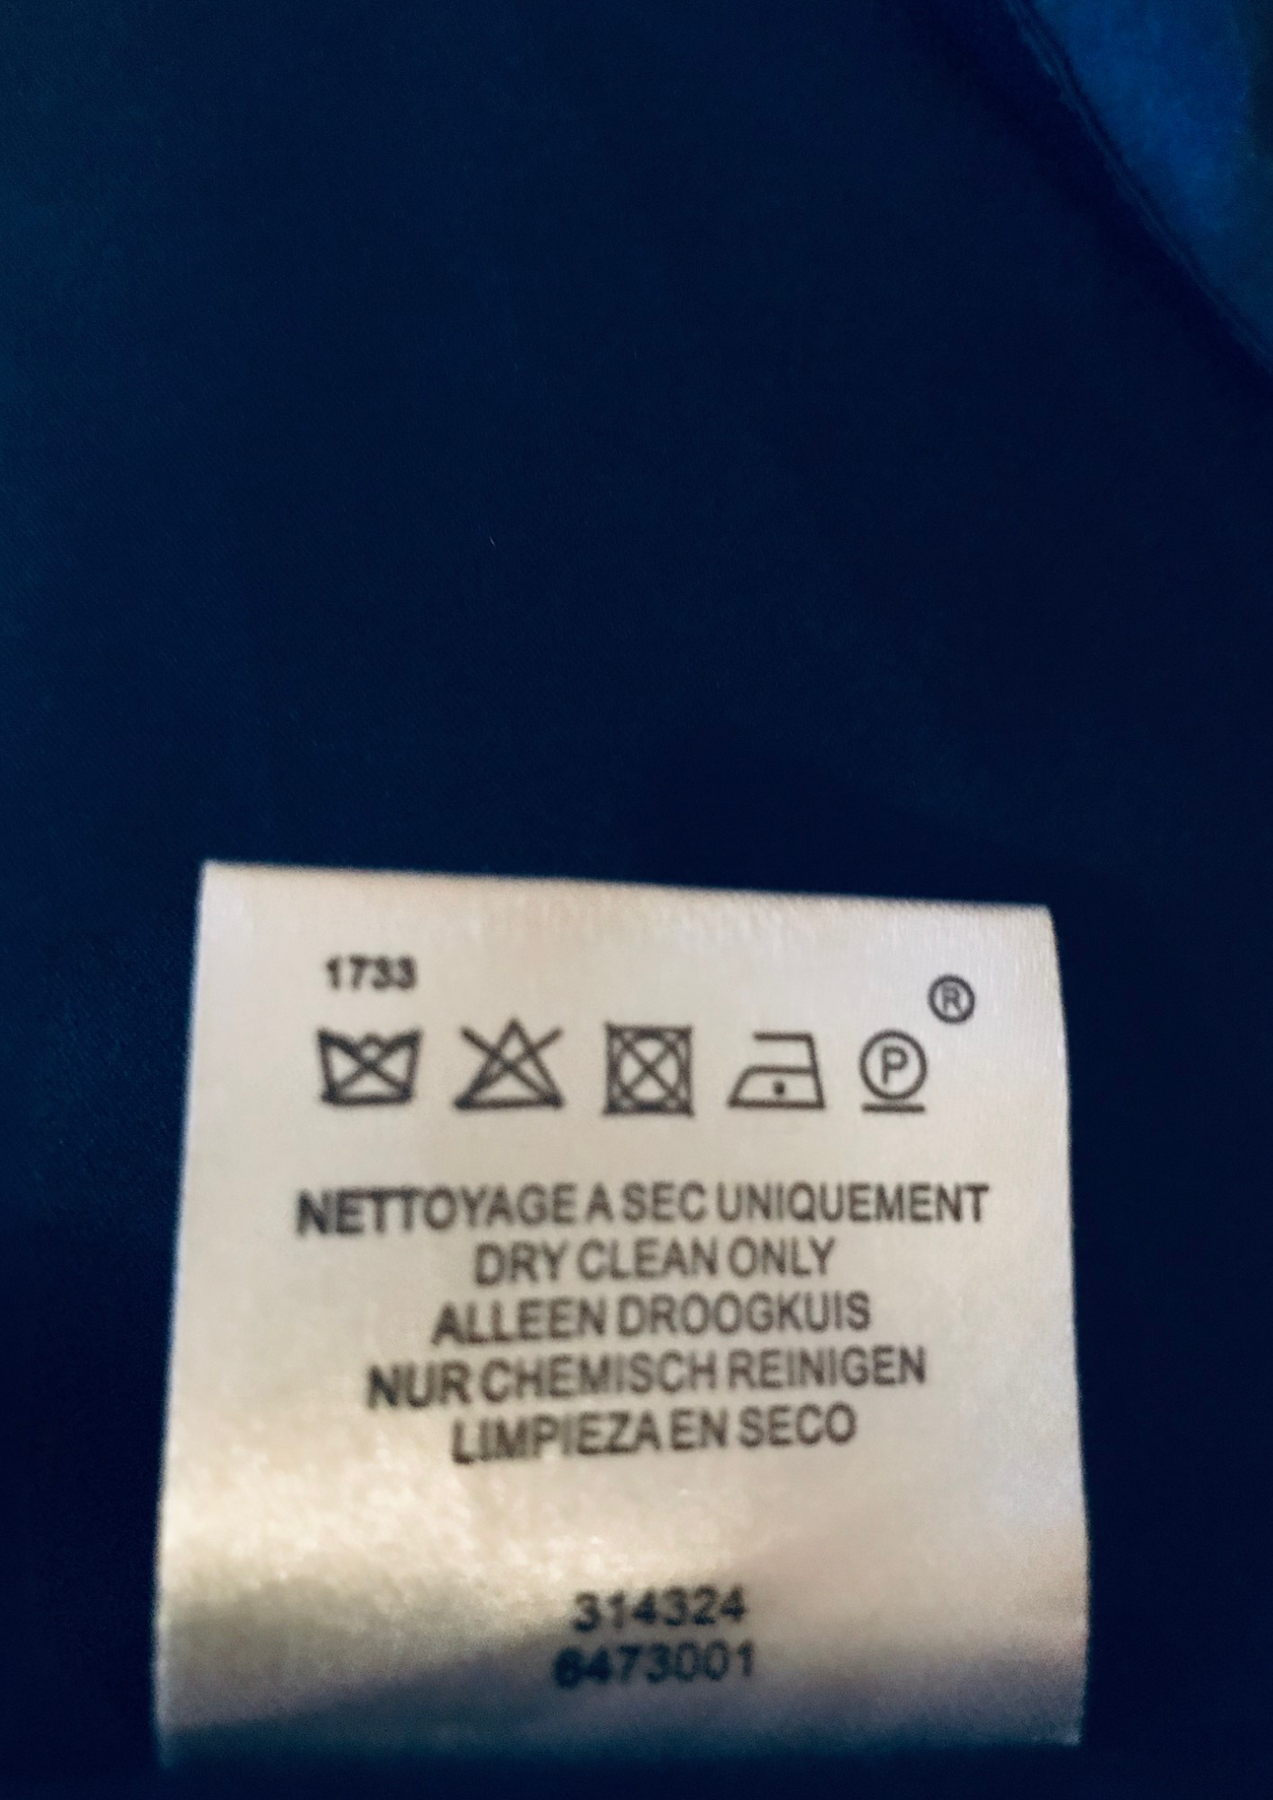 1733
®
P
NETTOYAGE A SEC UNIQUEMENT
DRY CLEAN ONLY
ALLEEN DROOGKUIS
NUR CHEMISCH REINIGEN
LIMPIEZA EN SECO
314324
6473001